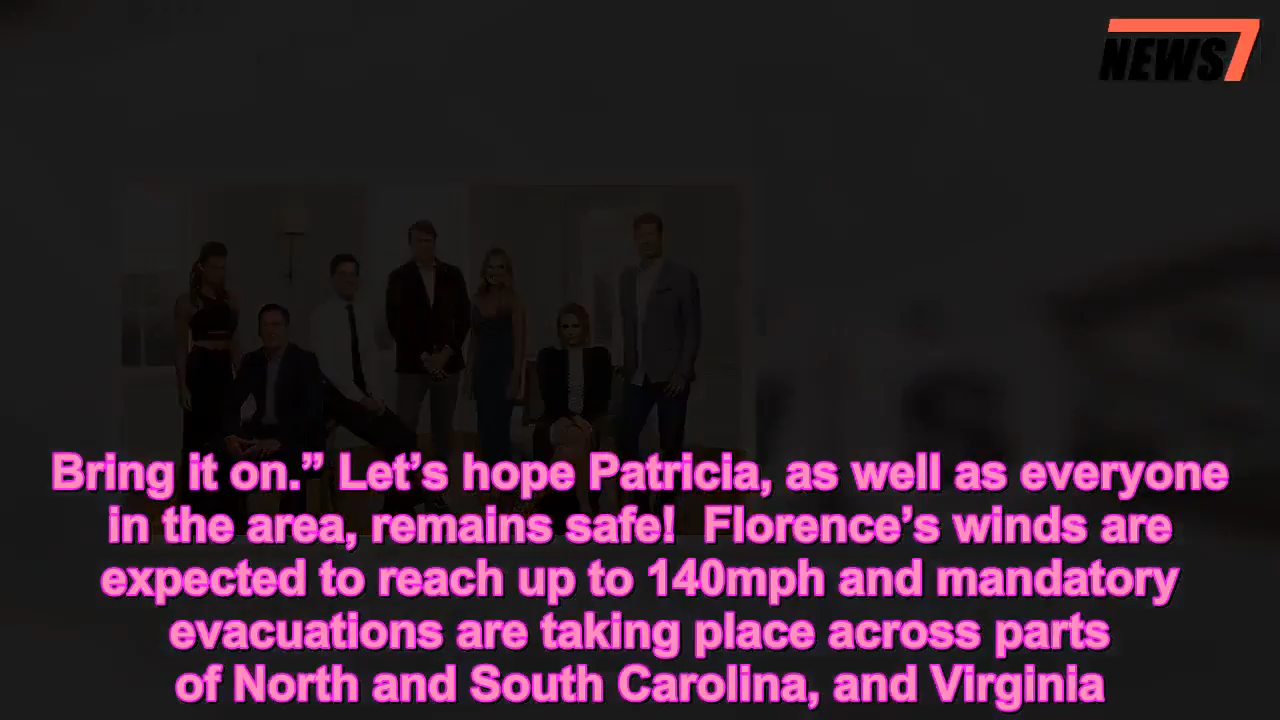 NEWS7
Bring it on.” Let’s hope Patricia, as well as everyone
in the area, remains safe!  Florence’s winds are
expected to reach up to 140mph and mandatory
evacuations are taking place across parts
of North and South Carolina, and Virginia